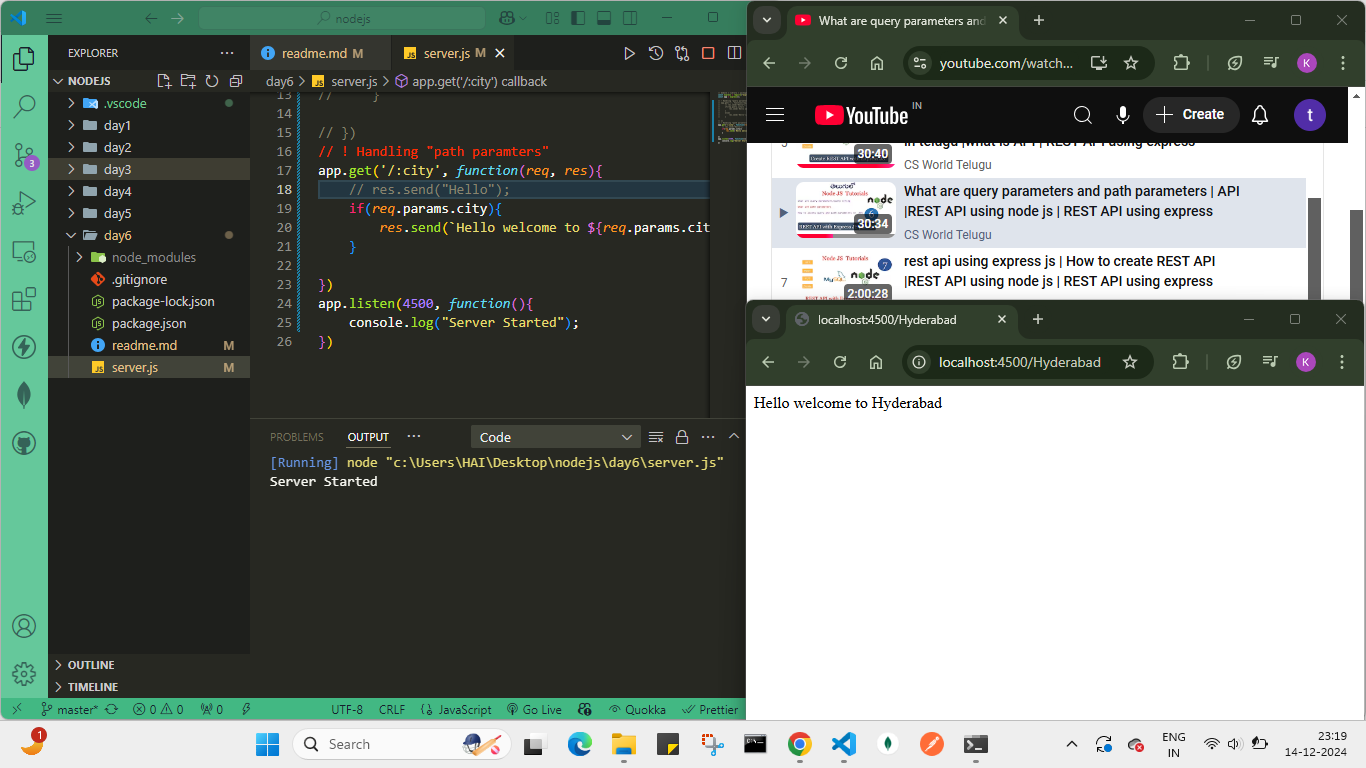 nodejs
EXPLORER
NODEJS
.vscode
day1
day2
day3
day4
day5
day6
node_modules
.gitignore
package-lock.json
package.json
readme.md M
server.js M
OUTLINE
TIMELINE
3
readme.md M
JS server.js M
day6 > JS server.js > app.get('/:city') callback
13 // }
14
15 // })
16 // ! Handling "path paramters"
17 app.get('/:city', function(req, res){
18 // res.send("Hello");
19 if(req.params.city){
20 res.send(`Hello welcome to ${req.params.cit
21 }
22
23 })
24 app.listen(4500, function(){
25 console.log("Server Started");
26 })
PROBLEMS OUTPUT ... Code
[Running] node "c:\Users\HAI\Desktop\nodejs\day6\server.js"
Server Started
master* 0 0 0 UTF-8 CRLF {} JavaScript Go Live Quokka Prettier
What are query parameters and
youtube.com/watch... K
YouTube IN Create t
in telugu |what is API | REST API using express
30:40
CS World Telugu
What are query parameters and path parameters | API
|REST API using node js | REST API using express
Node JS Tutorials
30:34
CS World Telugu
rest api using express js | How to create REST API
|REST API using node js | REST API using express
Node JS Tutorials
7
2:00:28
localhost:4500/Hyderabad
localhost:4500/Hyderabad K
Hello welcome to Hyderabad
1
Search
ENG
IN
23:19
14-12-2024